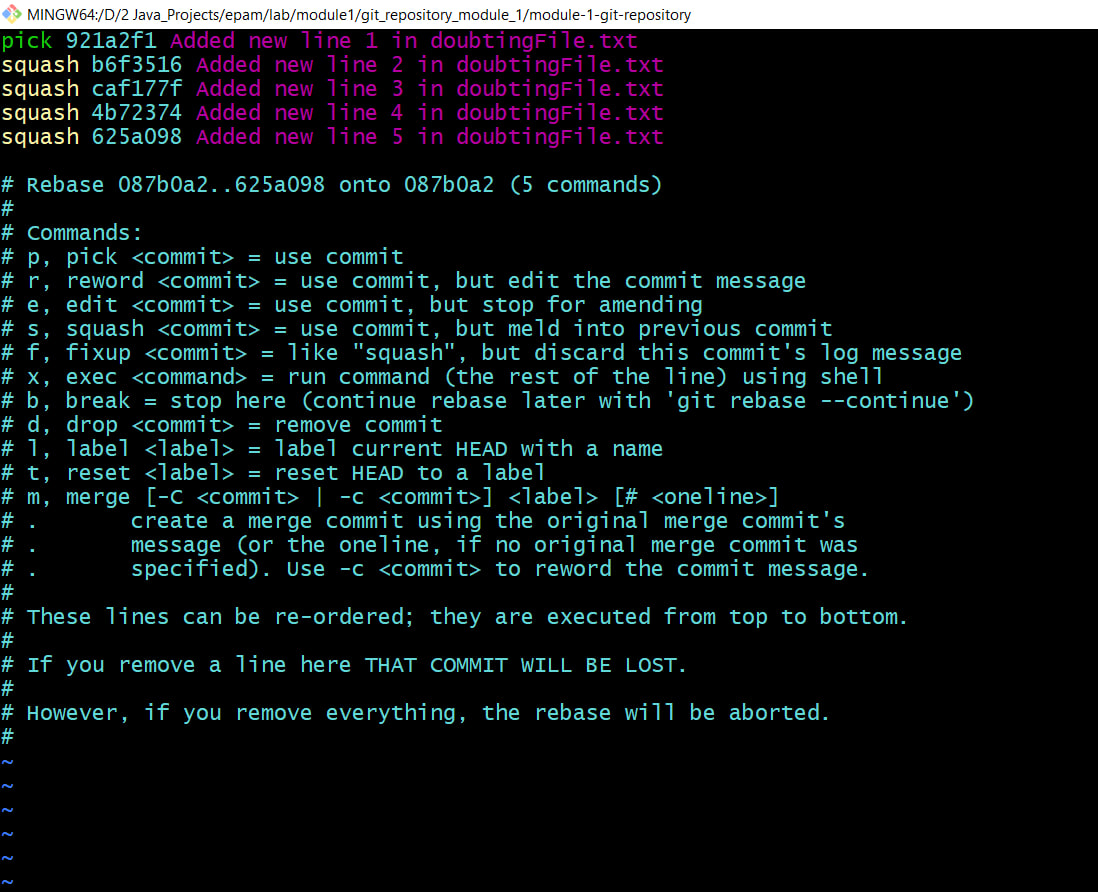 MINGW64:/D/2 Java_Projects/epam/lab/module1/git_repository_module_1/module-1-git-repository
pick 921a2f1 Added new line 1 in doubtingFile.txt
squash b6f3516 Added new line 2 in doubtingFile.txt
squash caf177f Added new line 3 in doubtingFile.txt
squash 4b72374 Added new line 4 in doubtingFile.txt
squash 625a098 Added new line 5 in doubtingFile.txt
# Rebase 087b0a2..625a098 onto 087b0a2 (5 commands)
#
# Commands:
# p, pick <commit> = use commit
# r, reword <commit> = use commit, but edit the commit message
# e, edit <commit> = use commit, but stop for amending
# s, squash <commit> = use commit, but meld into previous commit
# f, fixup <commit> = like "squash", but discard this commit's log message
# x, exec <command> = run command (the rest of the line) using shell
# b, break = stop here (continue rebase later with 'git rebase --continue')
# d, drop <commit> = remove commit
# l, label <label> = label current HEAD with a name
# t, reset <label> = reset HEAD to a label
# m, merge [-C <commit> | -c <commit>] <label> [# <oneline>]
# .       create a merge commit using the original merge commit's
# .       message (or the oneline, if no original merge commit was
# .       specified). Use -c <commit> to reword the commit message.
#
# These lines can be re-ordered; they are executed from top to bottom.
#
# If you remove a line here THAT COMMIT WILL BE LOST.
#
# However, if you remove everything, the rebase will be aborted.
#
~
~
~
~
~
~